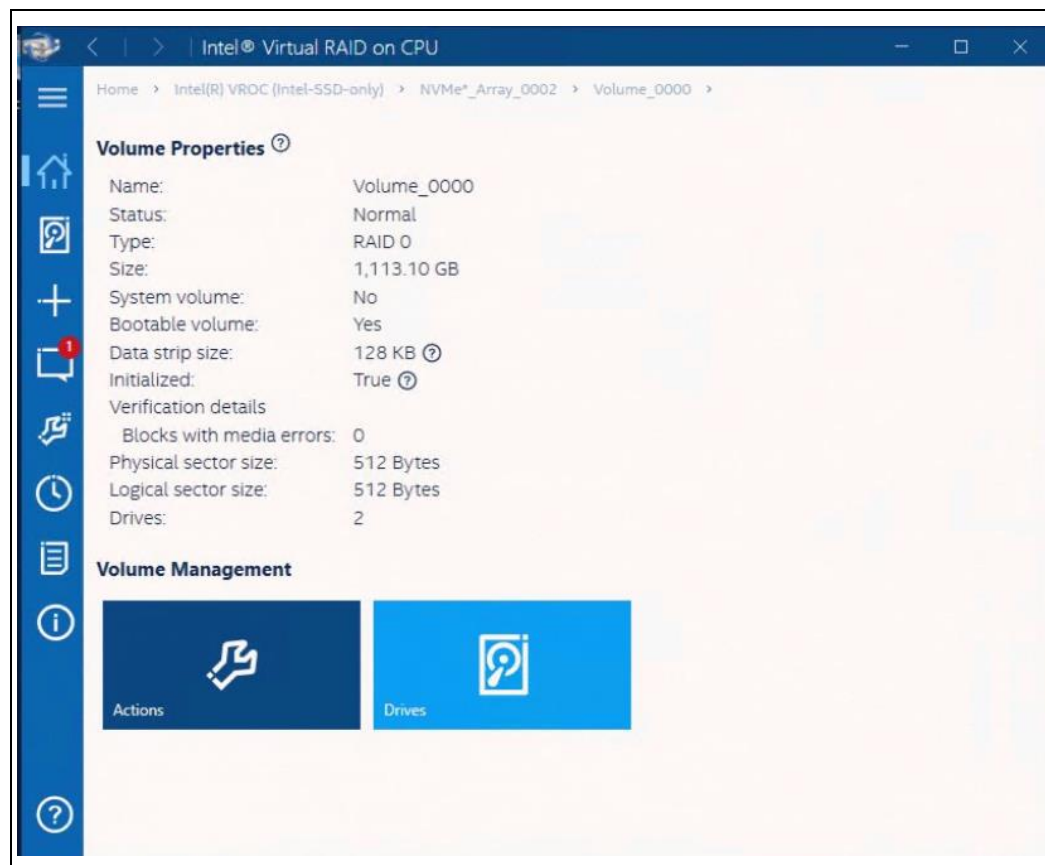 Intel® Virtual RAID on CPU
Home > Intel(R) VROC (Intel-SSD-only) > NVMe*_Array_0002 > Volume_0000 >
Volume Properties ?
Name: Volume_0000
Status: Normal
Type: RAID 0
Size: 1,113.10 GB
System volume: No
Bootable volume: Yes
1
Data strip size: 128 KB ?
Initialized: True ?
Verification details
Blocks with media errors: 0
Physical sector size: 512 Bytes
Logical sector size: 512 Bytes
Drives: 2
Volume Management
Actions
Drives
?